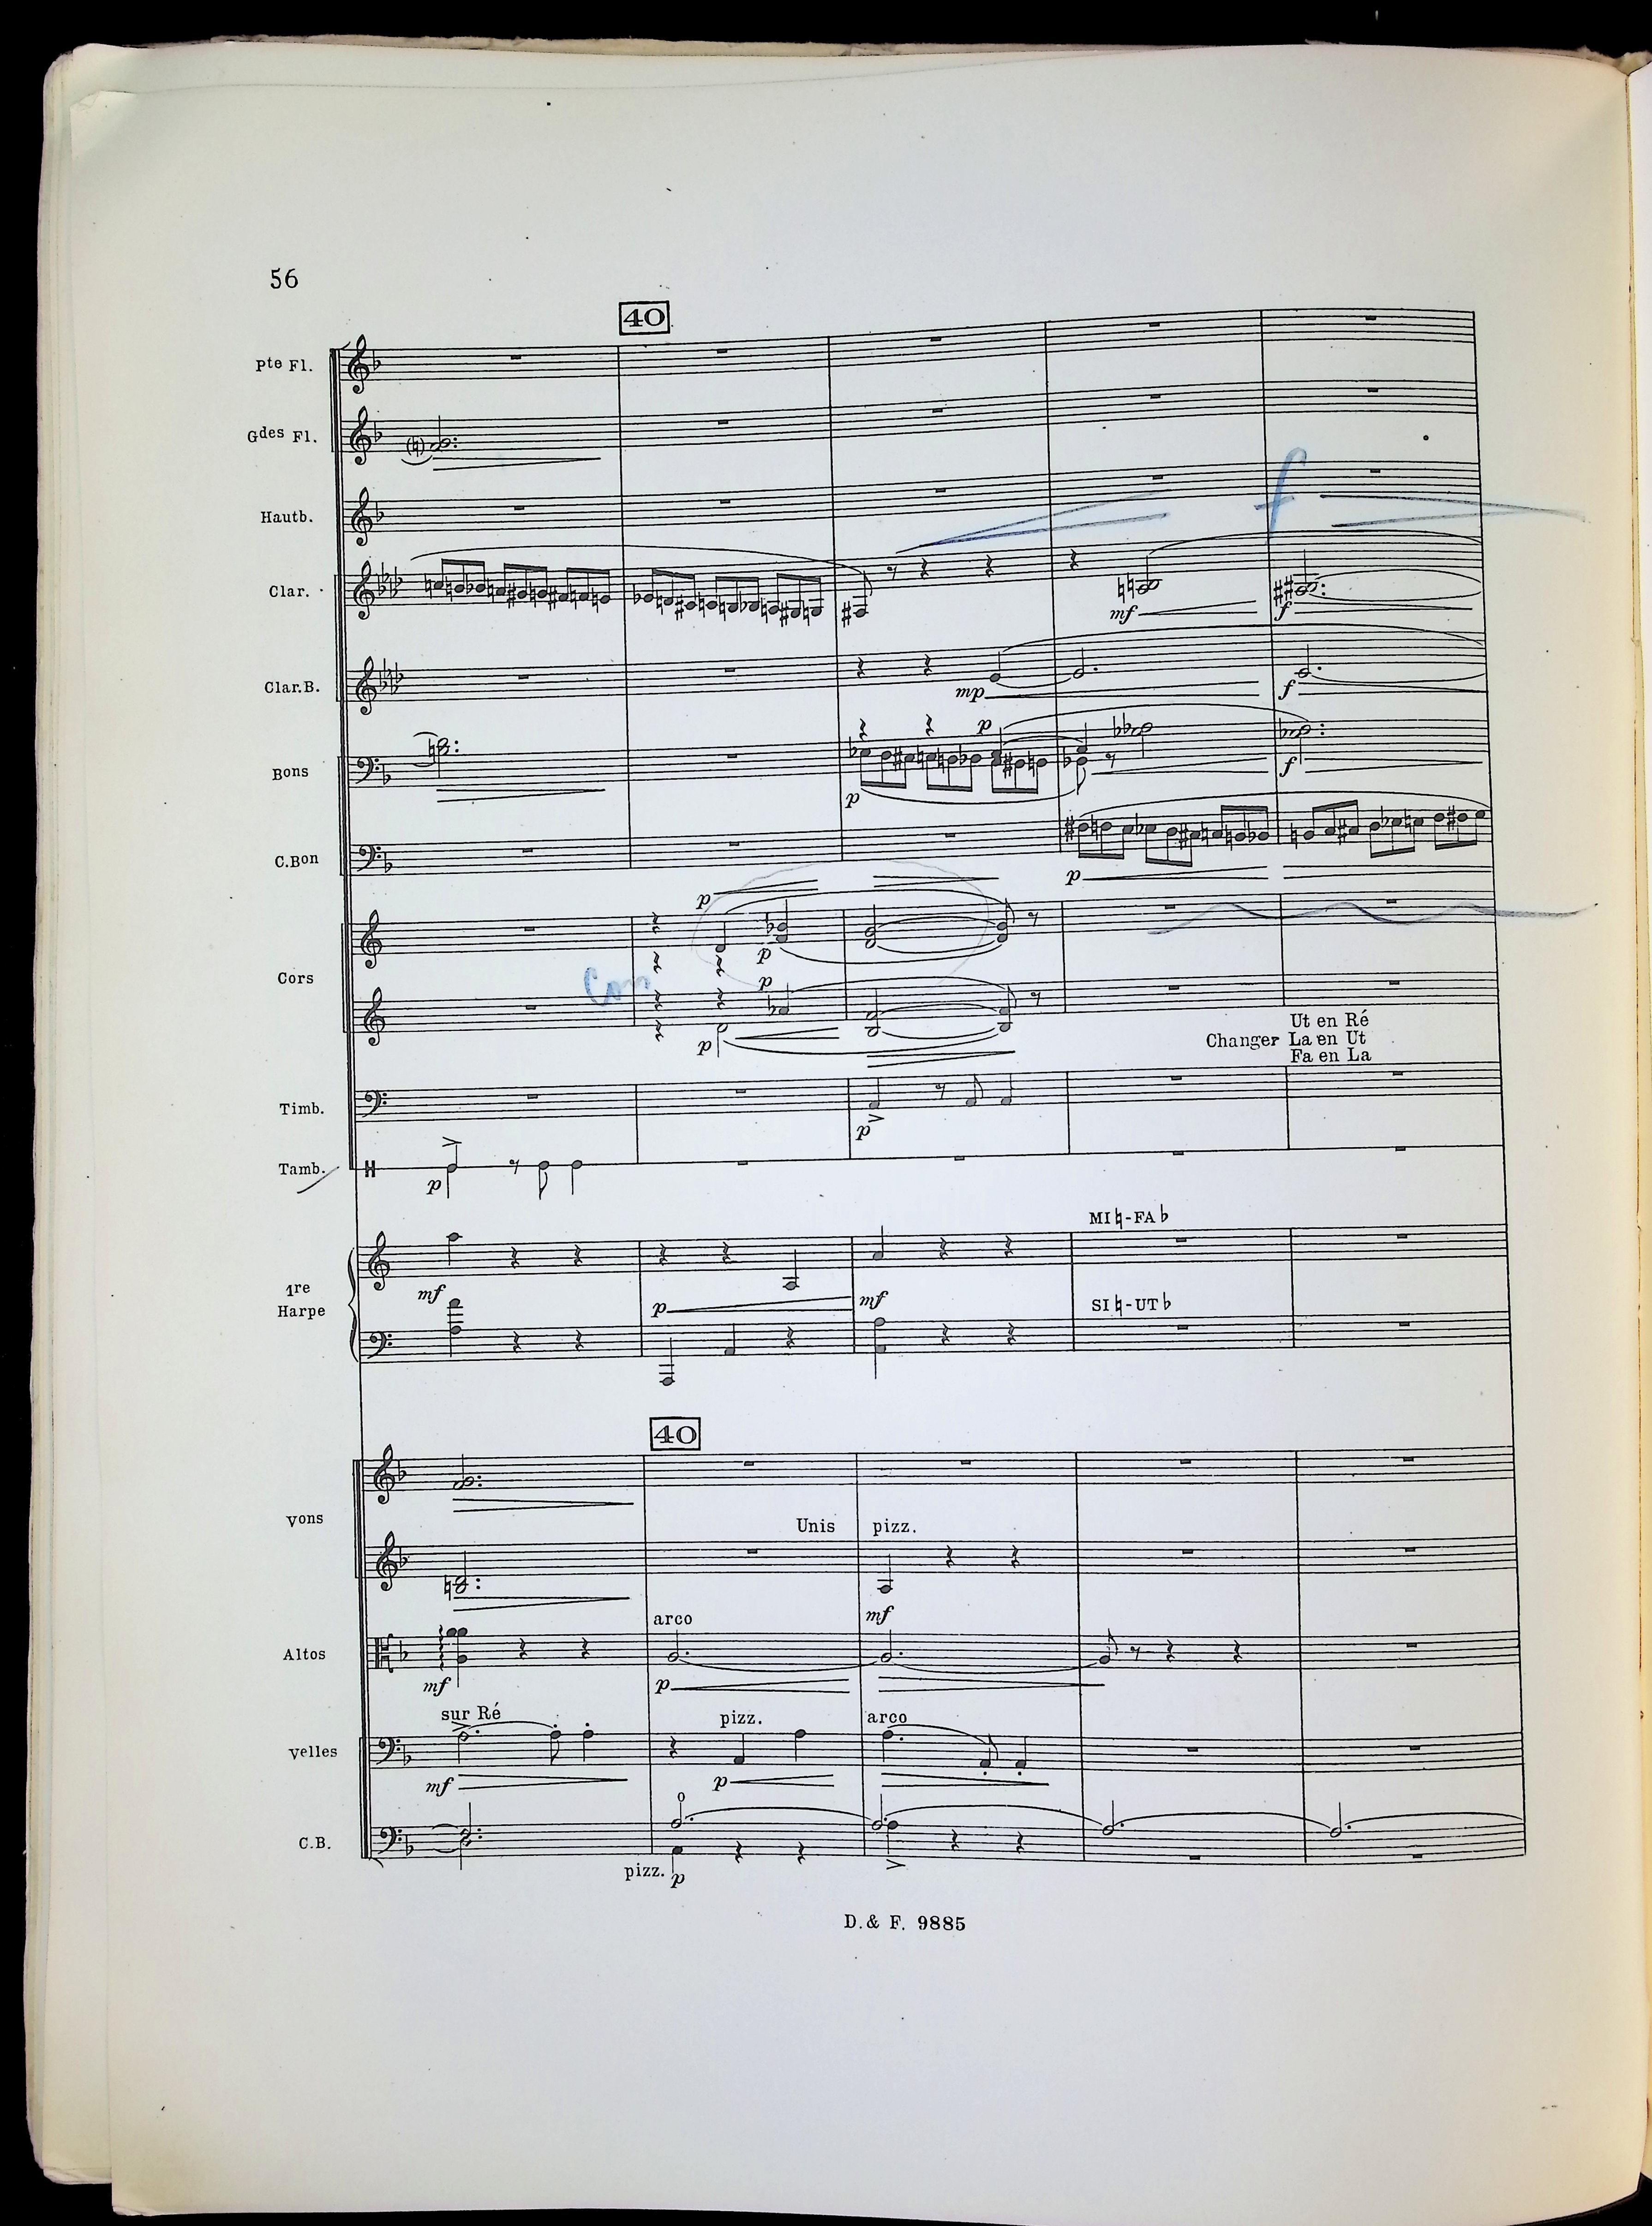 56
40
Pte Fl.
Gdes Fl.
Hautb.
f
Clar.
mf
f
Clar.B.
mp
f
p
Bons
f
p
C.Bon
p
p
p
Cors
p
Cor
p
Ut en Ré
Changer La en Ut
Fa en La
Timb.
p
Tamb.
p
MI♮-FA♭
1re
Harpe
mf
p
mf
SI♮-UT♭
40
Vons
Unis pizz.
mf
arco
Altos
mf
p
sur Ré
pizz.
arco
Velles
mf
p
C.B.
pizz.
p
D. & F. 9885